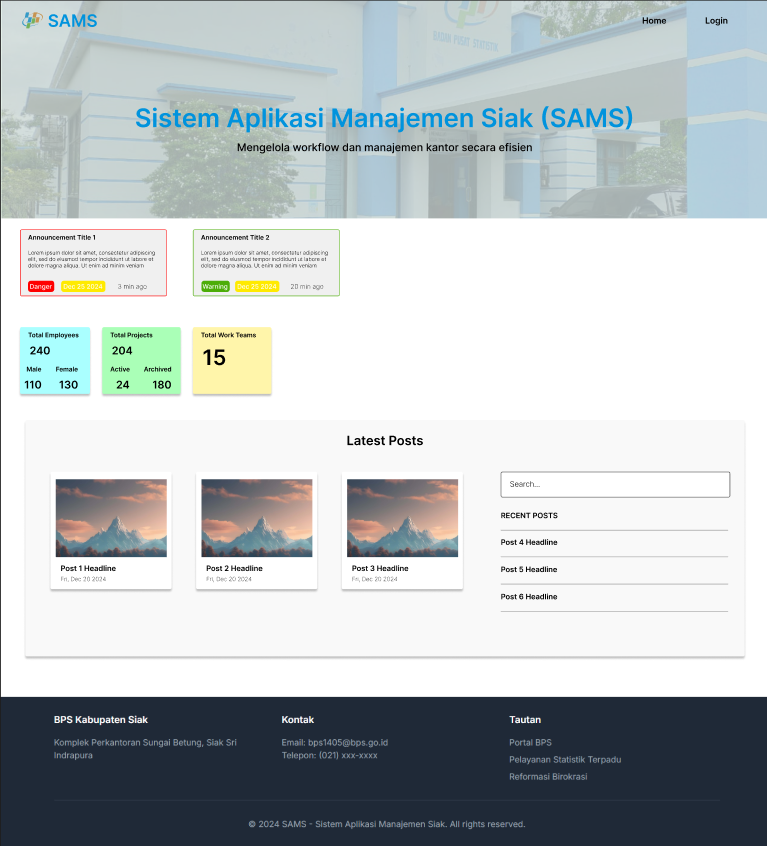 SAMS
Home
Login
BADAN PUSAT STATISTIK
Sistem Aplikasi Manajemen Siak (SAMS)
Mengelola workflow dan manajemen kantor secara efisien
Announcement Title 1
Lorem ipsum dolor sit amet, consectetur adipiscing
elit, sed do eiusmod tempor incididunt ut labore et
dolore magna aliqua. Ut enim ad minim veniam
Danger
Dec 25 2024
3 min ago
Announcement Title 2
Lorem ipsum dolor sit amet, consectetur adipiscing
elit, sed do eiusmod tempor incididunt ut labore et
dolore magna aliqua. Ut enim ad minim veniam
Warning
Dec 25 2024
20 min ago
Total Employees
240
Male
Female
110
130
Total Projects
204
Active
Archived
24
180
Total Work Teams
15
Latest Posts
Post 1 Headline
Fri, Dec 20 2024
Post 2 Headline
Fri, Dec 20 2024
Post 3 Headline
Fri, Dec 20 2024
Search...
RECENT POSTS
Post 4 Headline
Post 5 Headline
Post 6 Headline
BPS Kabupaten Siak
Komplek Perkantoran Sungai Betung, Siak Sri
Indrapura
Kontak
Email: bps1405@bps.go.id
Telepon: (021) xxx-xxxx
Tautan
Portal BPS
Pelayanan Statistik Terpadu
Reformasi Birokrasi
© 2024 SAMS - Sistem Aplikasi Manajemen Siak. All rights reserved.